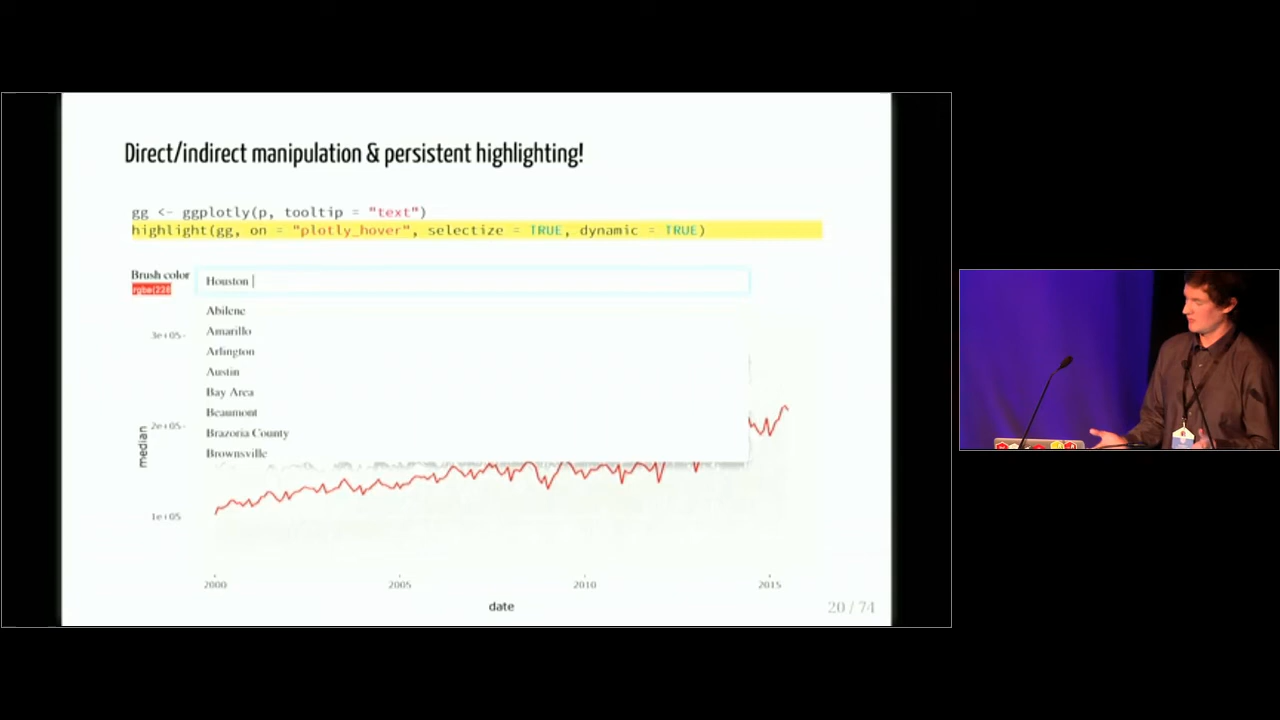 Direct/indirect manipulation & persistent highlighting!
gg <- ggplotly(p, tooltip = "text")
highlight(gg, on = "plotly_hover", selectize = TRUE, dynamic = TRUE)
Brush color
rgba(228
Houston
Abilene
Amarillo
Arlington
Austin
Bay Area
Beaumont
Brazoria County
Brownsville
3e+05
2e+05
1e+05
median
2000
2005
2010
2015
date
20 / 74